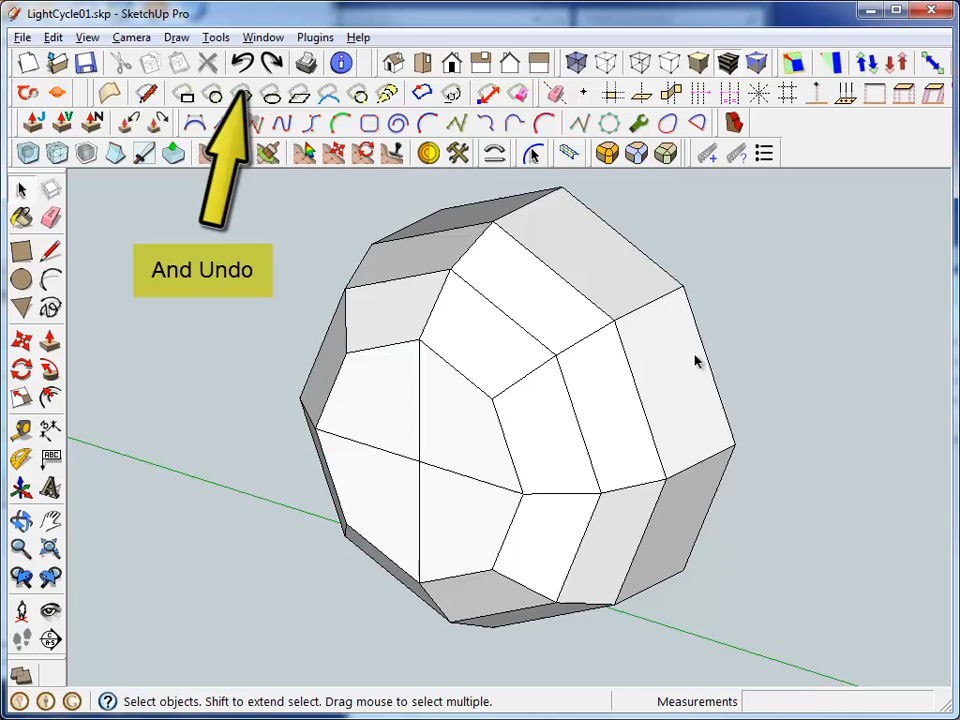 LightCycle01.skp - SketchUp Pro
File Edit View Camera Draw Tools Window Plugins Help
J V N
And Undo
ABC
Select objects. Shift to extend select. Drag mouse to select multiple.
Measurements